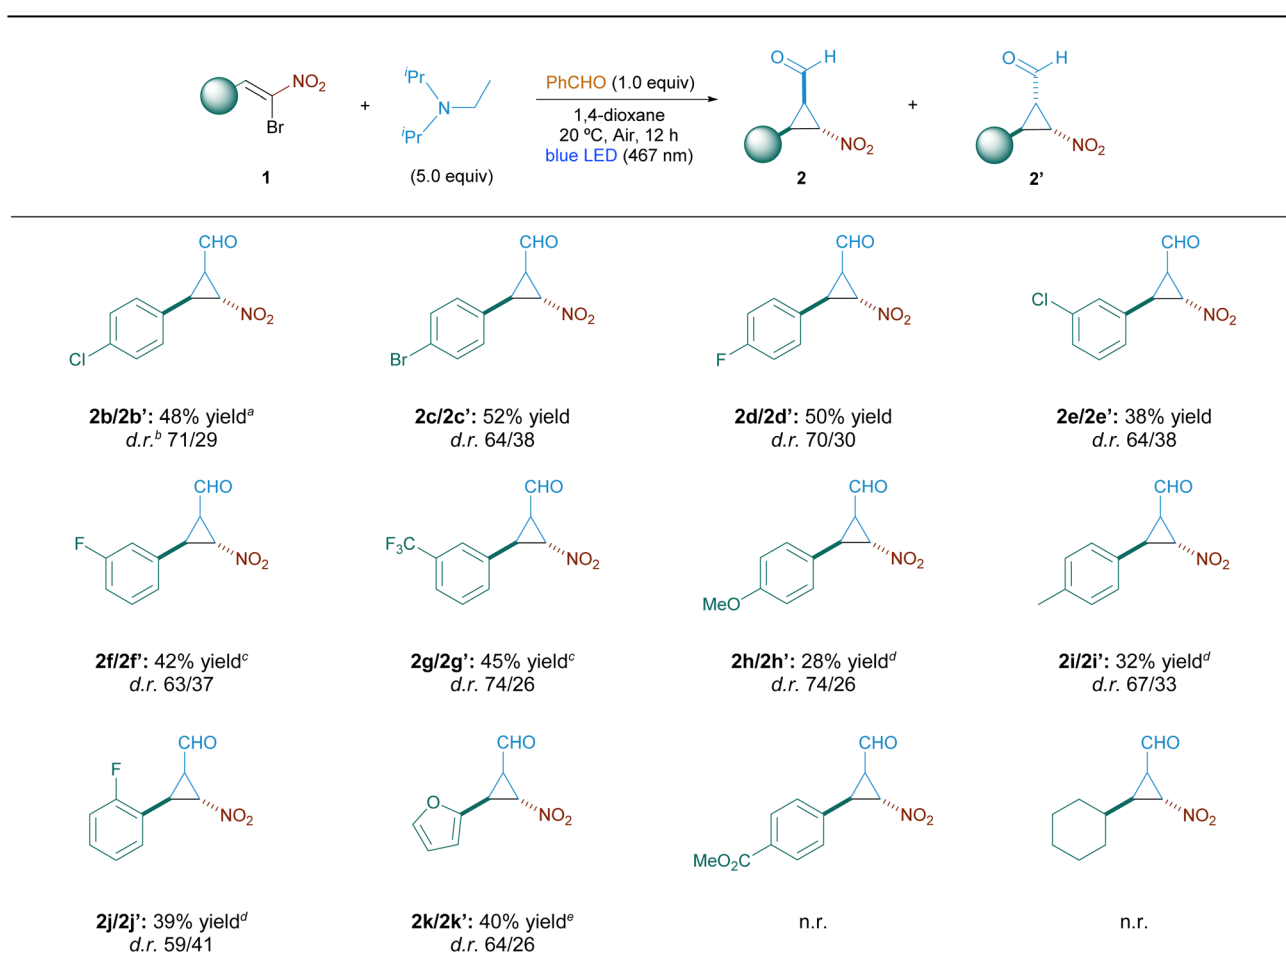 NO₂
Br
1
+
ⁱPr
N
ⁱPr
(5.0 equiv)
PhCHO (1.0 equiv)
1,4-dioxane
20 ºC, Air, 12 h
blue LED (467 nm)
O H
NO₂
2
+
O H
NO₂
2’
CHO
NO₂
Cl
2b/2b’: 48% yieldᵃ
d.r.ᵇ 71/29
CHO
NO₂
Br
2c/2c’: 52% yield
d.r. 64/38
CHO
NO₂
F
2d/2d’: 50% yield
d.r. 70/30
CHO
Cl
NO₂
2e/2e’: 38% yield
d.r. 64/38
CHO
F
NO₂
2f/2f’: 42% yieldᶜ
d.r. 63/37
CHO
F₃C
NO₂
2g/2g’: 45% yieldᶜ
d.r. 74/26
CHO
NO₂
MeO
2h/2h’: 28% yieldᵈ
d.r. 74/26
CHO
NO₂
2i/2i’: 32% yieldᵈ
d.r. 67/33
CHO
F
NO₂
2j/2j’: 39% yieldᵈ
d.r. 59/41
CHO
O
NO₂
2k/2k’: 40% yieldᵉ
d.r. 64/26
CHO
NO₂
MeO₂C
n.r.
CHO
NO₂
n.r.